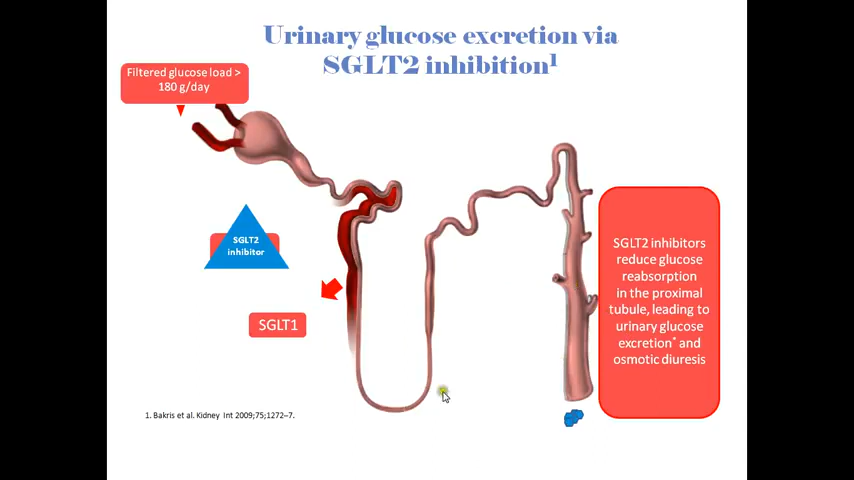 Urinary glucose excretion via
SGLT2 inhibition¹
Filtered glucose load >
180 g/day
SGLT2
inhibitor
SGLT1
SGLT2 inhibitors
reduce glucose
reabsorption
in the proximal
tubule, leading to
urinary glucose
excretion* and
osmotic diuresis
1. Bakris et al. Kidney Int 2009;75;1272–7.